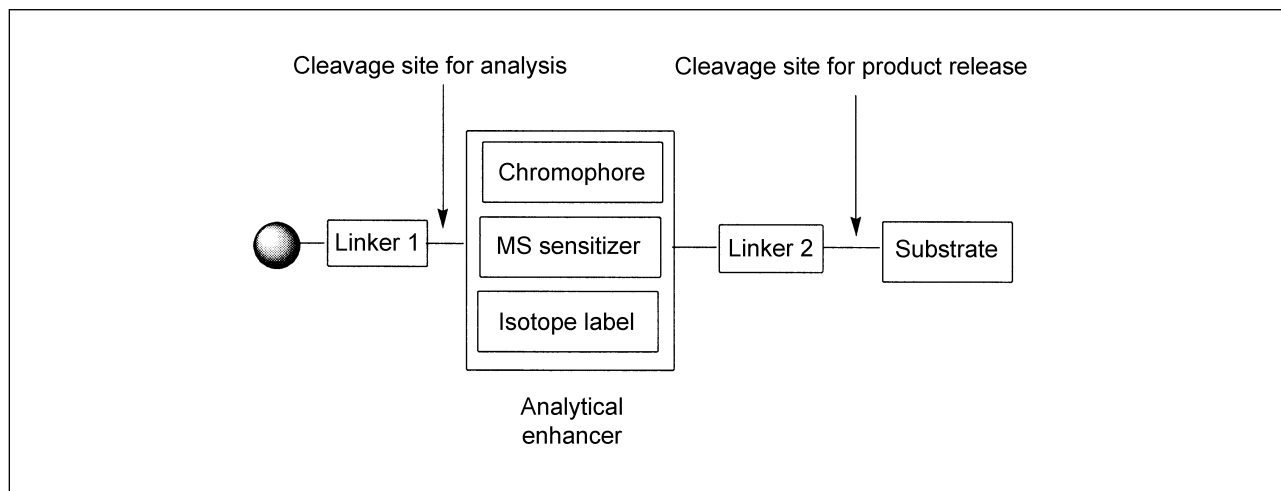 Cleavage site for analysis
Cleavage site for product release
Chromophore
Linker 1
MS sensitizer
Linker 2
Substrate
Isotope label
Analytical
enhancer